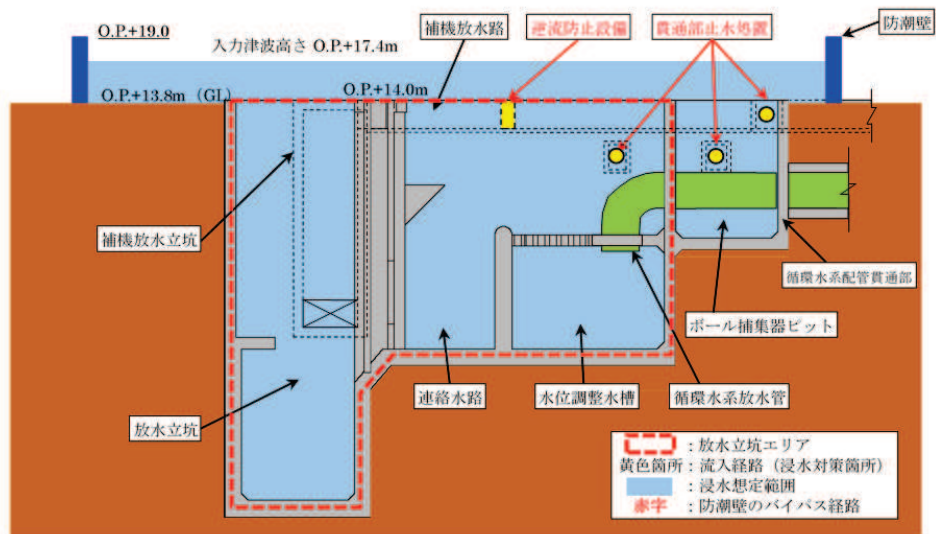 O.P.+19.0
補機放水路
逆流防止設備
貫通部止水処置
防潮壁
入力津波高さ O.P.+17.4m
O.P.+13.8m（GL）
O.P.+14.0m
補機放水立坑
循環水系配管貫通部
ボール捕集器ピット
放水立坑
連絡水路
水位調整水槽
循環水系放水管
：放水立坑エリア
黄色箇所：流入経路（浸水対策箇所）
：浸水想定範囲
赤字：防潮壁のバイパス経路